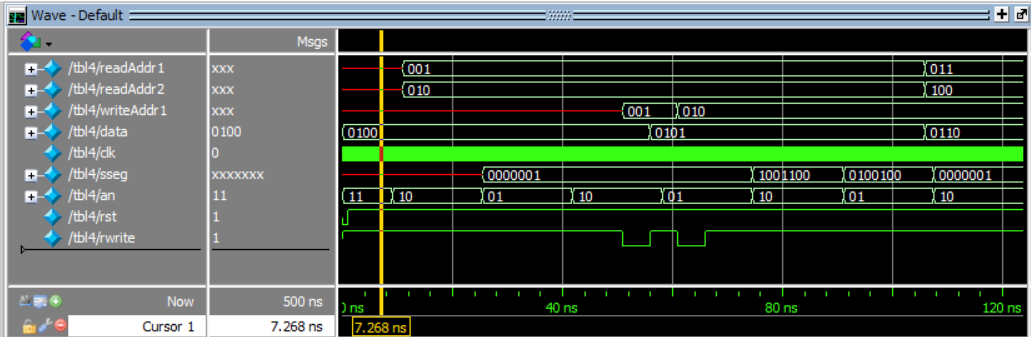 Wave - Default
Msgs
/tbl4/readAddr1 xxx 001 011
/tbl4/readAddr2 xxx 010 100
/tbl4/writeAddr1 xxx 001 010
/tbl4/data 0100 0100 0101 0110
/tbl4/clk 0
/tbl4/sseg xxxxxxx 0000001 1001100 0100100 0000001
/tbl4/an 11 11 10 01 10 01 10 01 10
/tbl4/rst 1
/tbl4/rwrite 1
Now 500 ns ns 40 ns 80 ns 120 ns
Cursor 1 7.268 ns 7.268 ns